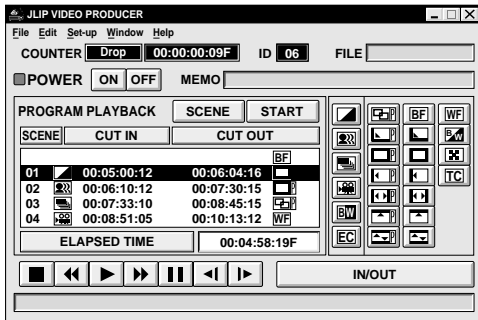 JLIP VIDEO PRODUCER
File Edit Set-up Window Help
COUNTER Drop 00:00:00:09F ID 06 FILE
POWER ON OFF MEMO
PROGRAM PLAYBACK SCENE START
SCENE CUT IN CUT OUT
BF
01 00:05:00:12 00:06:04:16
02 00:06:10:12 00:07:30:15 P
03 00:07:33:10 00:08:45:15 P
04 00:08:51:05 00:10:13:12 WF
ELAPSED TIME 00:04:58:19F
P BF WF
P B/W
P
P TC
P
BW P
EC P
IN/OUT